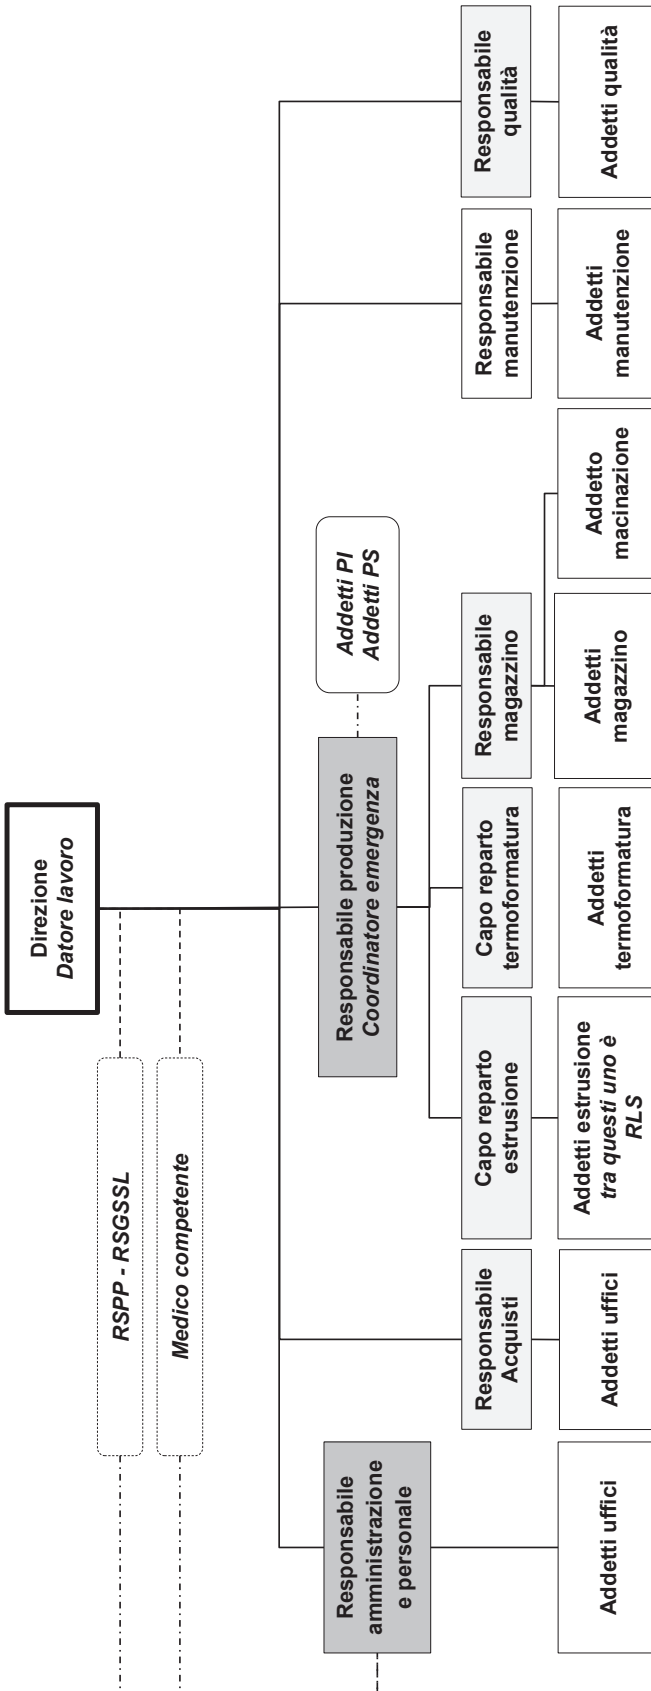 Direzione
Datore lavoro
RSPP - RSGSSL
Medico competente
Responsabile
amministrazione
e personale
Responsabile produzione
Coordinatore emergenza
Addetti PI
Addetti PS
Responsabile
Acquisti
Capo reparto
estrusione
Capo reparto
termoformatura
Responsabile
magazzino
Responsabile
manutenzione
Responsabile
qualità
Addetti uffici
Addetti uffici
Addetti estrusione
tra questi uno è
RLS
Addetti
termoformatura
Addetti
magazzino
Addetto
macinazione
Addetti
manutenzione
Addetti qualità